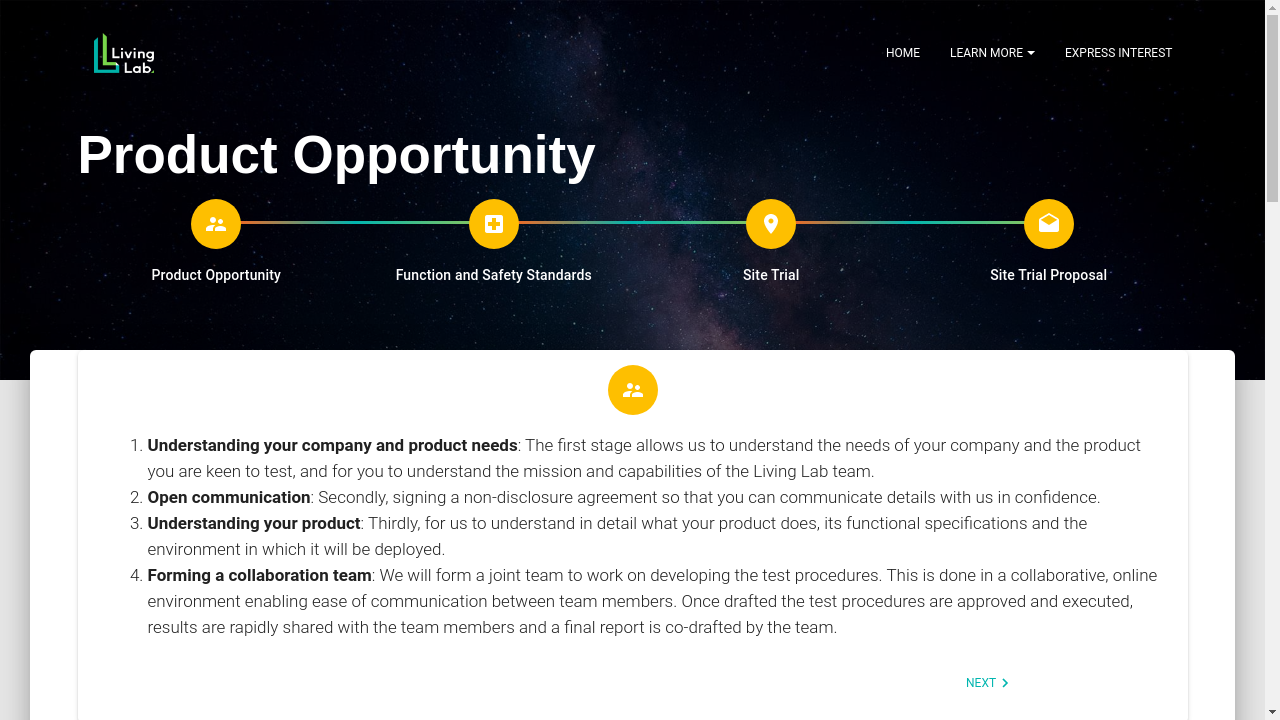 Living
Lab.
HOME
LEARN MORE
EXPRESS INTEREST
Product Opportunity
Product Opportunity
Function and Safety Standards
Site Trial
Site Trial Proposal
1. Understanding your company and product needs: The first stage allows us to understand the needs of your company and the product
you are keen to test, and for you to understand the mission and capabilities of the Living Lab team.
2. Open communication: Secondly, signing a non-disclosure agreement so that you can communicate details with us in confidence.
3. Understanding your product: Thirdly, for us to understand in detail what your product does, its functional specifications and the
environment in which it will be deployed.
4. Forming a collaboration team: We will form a joint team to work on developing the test procedures. This is done in a collaborative, online
environment enabling ease of communication between team members. Once drafted the test procedures are approved and executed,
results are rapidly shared with the team members and a final report is co-drafted by the team.
NEXT